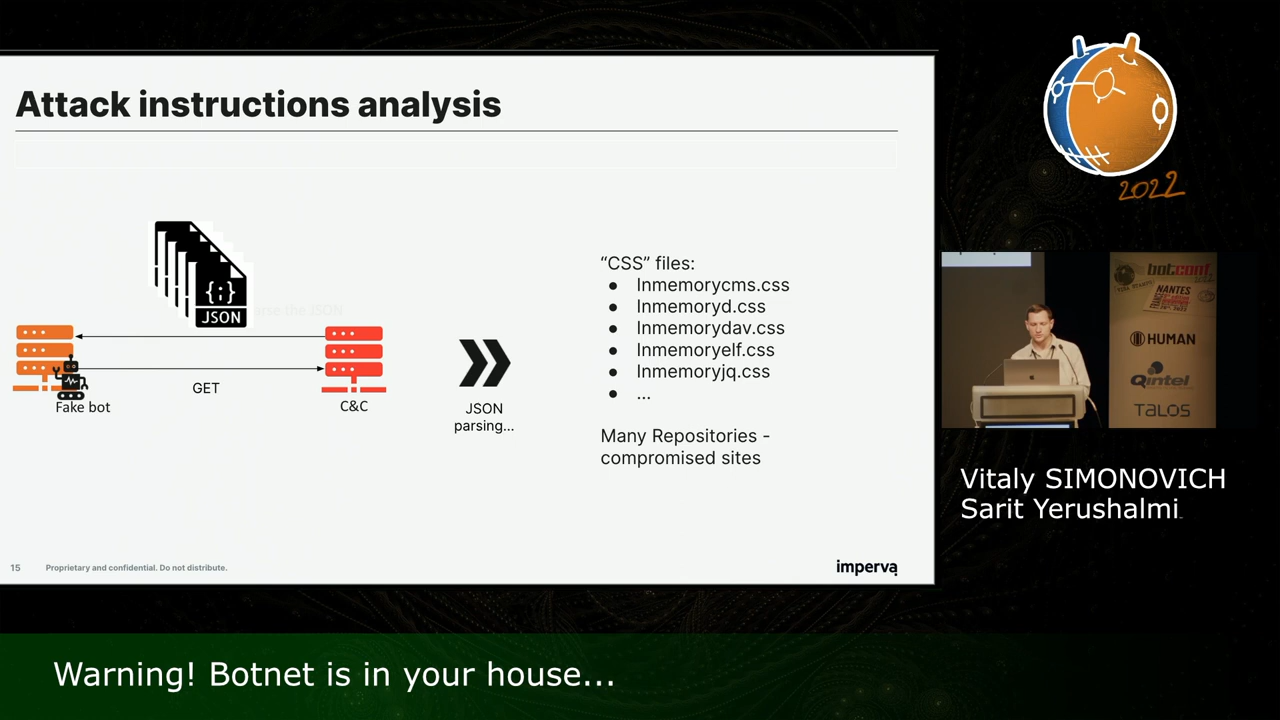 Attack instructions analysis
JSON
Fake bot
GET
C&C
JSON
parsing...
“CSS” files:
● Inmemorycms.css
● Inmemoryd.css
● Inmemorydav.css
● Inmemoryelf.css
● Inmemoryjq.css
● ...
Many Repositories -
compromised sites
15 Proprietary and confidential. Do not distribute.
imperva
2022
botconf
NANTES
HUMAN
Qintel
TALOS
Vitaly SIMONOVICH
Sarit Yerushalmi
Warning! Botnet is in your house...